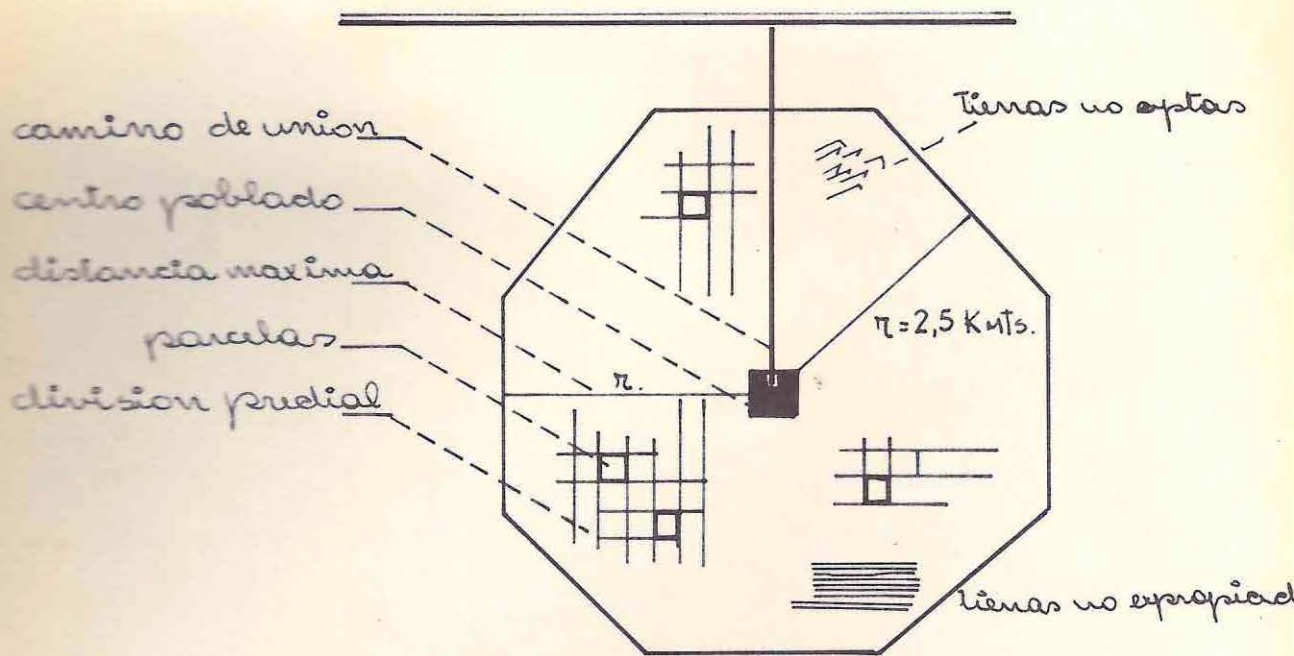 camino de union
centro poblado
distancia maxima
parcelas
division predial
tierras no aptas
r=2,5 Kmts.
r.
tierras no expropiad